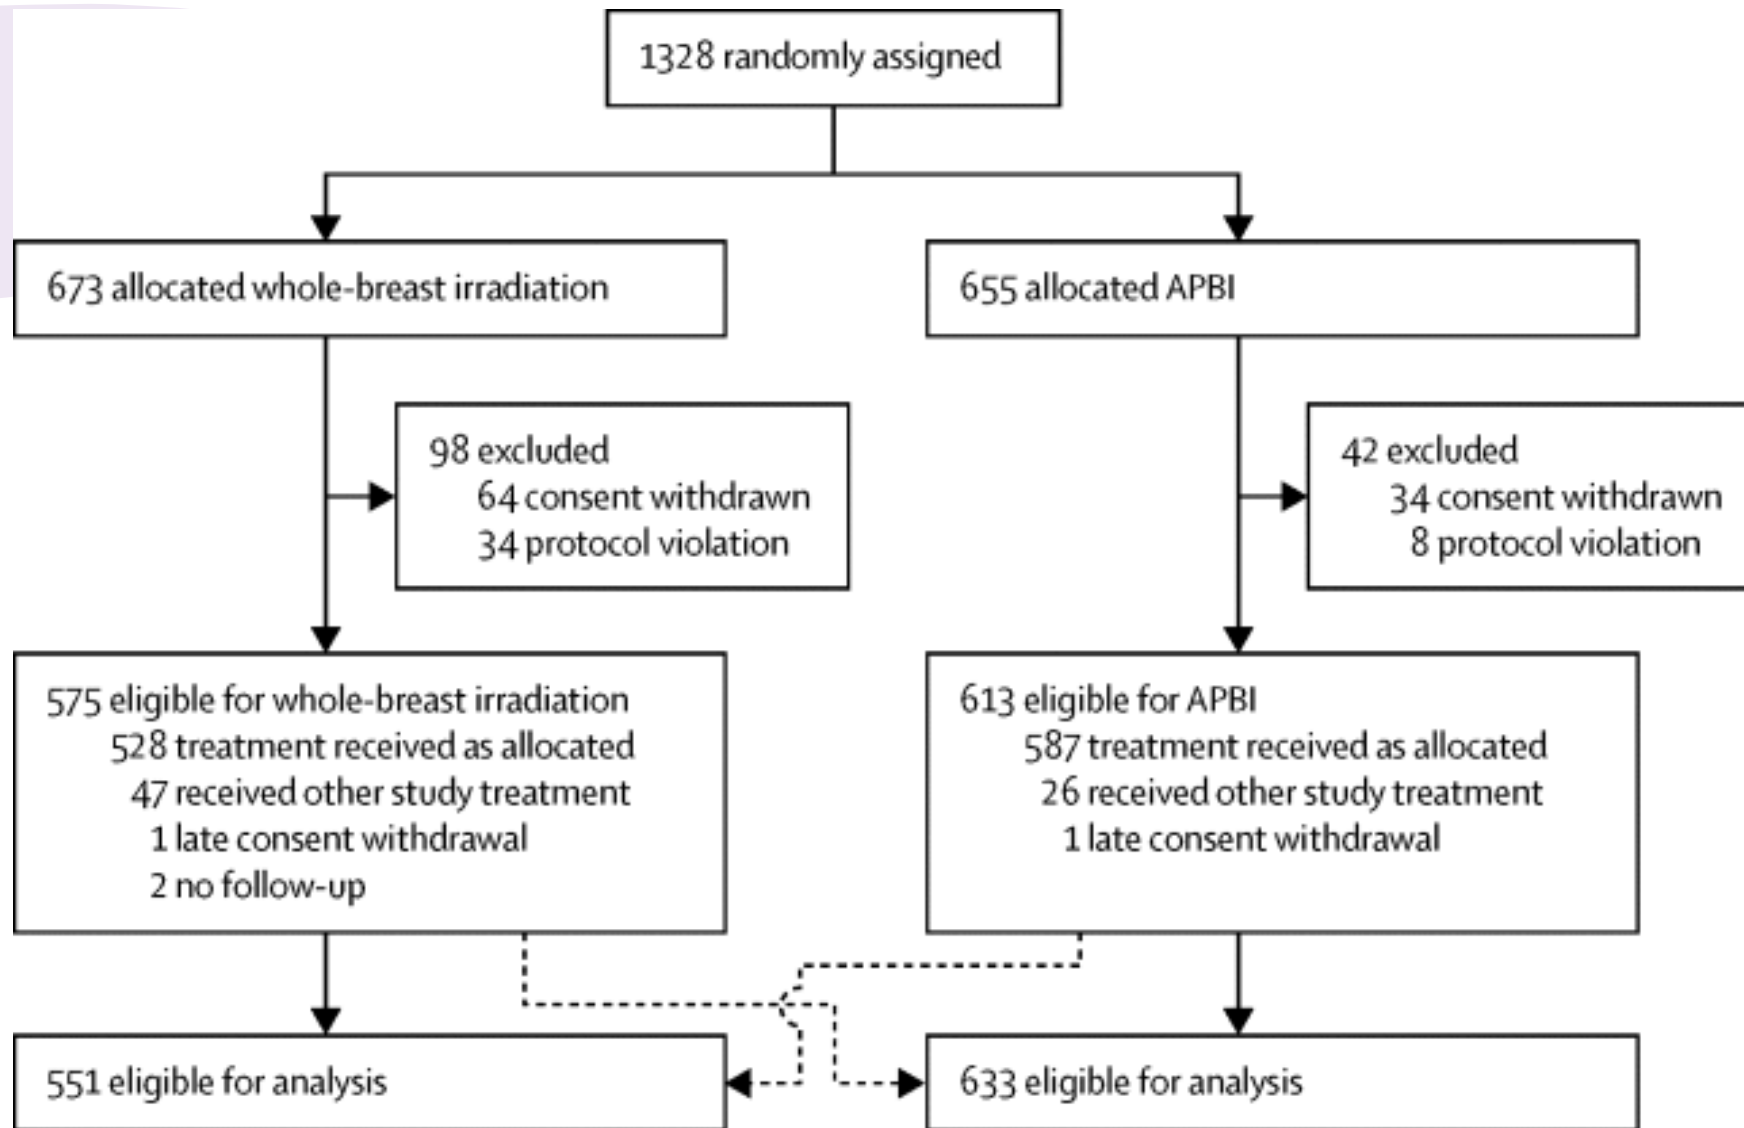 1328 randomly assigned
673 allocated whole-breast irradiation
655 allocated APBI
98 excluded
64 consent withdrawn
34 protocol violation
42 excluded
34 consent withdrawn
8 protocol violation
575 eligible for whole-breast irradiation
528 treatment received as allocated
47 received other study treatment
1 late consent withdrawal
2 no follow-up
613 eligible for APBI
587 treatment received as allocated
26 received other study treatment
1 late consent withdrawal
551 eligible for analysis
633 eligible for analysis